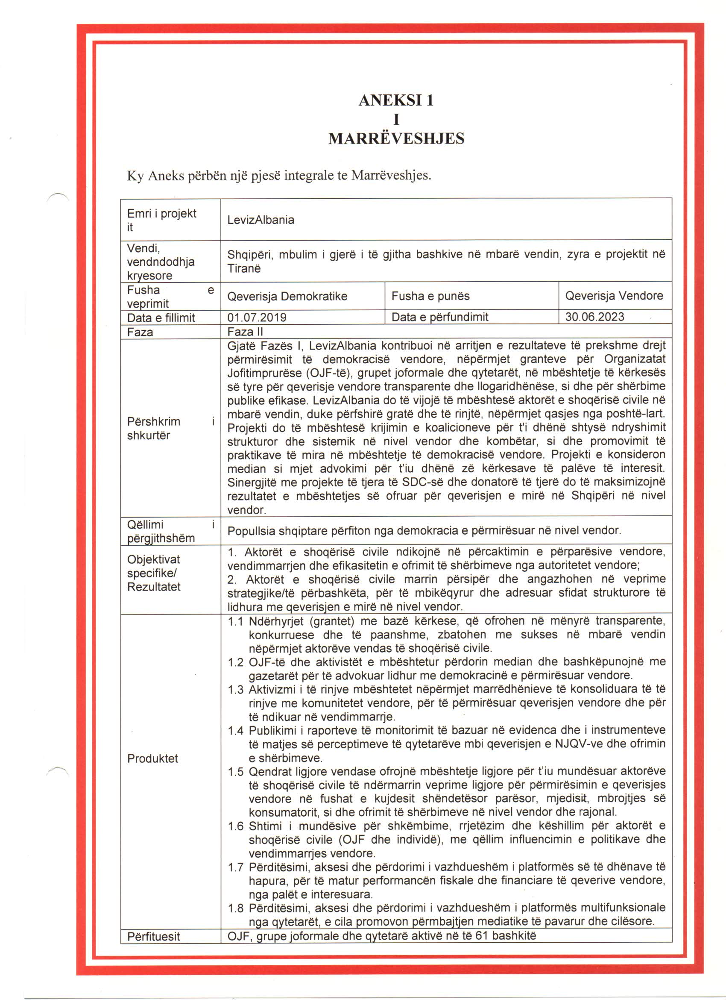 ANEKSI 1
I
MARRËVESHJES
Ky Aneks përbën një pjesë integrale te Marrëveshjes.
Emri i projekt
it
LevizAlbania
Vendi,
vendndodhja
kryesore
Shqipëri, mbulim i gjerë i të gjitha bashkive në mbarë vendin, zyra e projektit në
Tiranë
Fusha e
veprimit
Qeverisja Demokratike
Fusha e punës
Qeverisja Vendore
Data e fillimit
01.07.2019
Data e përfundimit
30.06.2023
Faza
Faza II
Përshkrim i
shkurtër
Gjatë Fazës I, LevizAlbania kontribuoi në arritjen e rezultateve të prekshme drejt
përmirësimit të demokracisë vendore, nëpërmjet granteve për Organizatat
Jofitimprurëse (OJF-të), grupet joformale dhe qytetarët, në mbështetje të kërkesës
së tyre për qeverisje vendore transparente dhe llogaridhënëse, si dhe për shërbime
publike efikase. LevizAlbania do të vijojë të mbështesë aktorët e shoqërisë civile në
mbarë vendin, duke përfshirë gratë dhe të rinjtë, nëpërmjet qasjes nga poshtë-lart.
Projekti do të mbështesë krijimin e koalicioneve për t'i dhënë shtysë ndryshimit
strukturor dhe sistemik në nivel vendor dhe kombëtar, si dhe promovimit të
praktikave të mira në mbështetje të demokracisë vendore. Projekti e konsideron
median si mjet advokimi për t'iu dhënë zë kërkesave të palëve të interesit.
Sinergjitë me projekte të tjera të SDC-së dhe donatorë të tjerë do të maksimizojnë
rezultatet e mbështetjes së ofruar për qeverisjen e mirë në Shqipëri në nivel
vendor.
Qëllimi i
përgjithshëm
Popullsia shqiptare përfiton nga demokracia e përmirësuar në nivel vendor.
Objektivat
specifike/
Rezultatet
1. Aktorët e shoqërisë civile ndikojnë në përcaktimin e përparësive vendore,
vendimmarrjen dhe efikasitetin e ofrimit të shërbimeve nga autoritetet vendore;
2. Aktorët e shoqërisë civile marrin përsipër dhe angazhohen në veprime
strategjike/të përbashkëta, për të mbikëqyrur dhe adresuar sfidat strukturore të
lidhura me qeverisjen e mirë në nivel vendor.
Produktet
1.1 Ndërhyrjet (grantet) me bazë kërkese, që ofrohen në mënyrë transparente,
konkurruese dhe të paanshme, zbatohen me sukses në mbarë vendin
nëpërmjet aktorëve vendas të shoqërisë civile.
1.2 OJF-të dhe aktivistët e mbështetur përdorin median dhe bashkëpunojnë me
gazetarët për të advokuar lidhur me demokracinë e përmirësuar vendore.
1.3 Aktivizmi i të rinjve mbështetet nëpërmjet marrëdhënieve të konsoliduara të të
rinjve me komunitetet vendore, për të përmirësuar qeverisjen vendore dhe për
të ndikuar në vendimmarrje.
1.4 Publikimi i raporteve të monitorimit të bazuar në evidenca dhe i instrumenteve
të matjes së perceptimeve të qytetarëve mbi qeverisjen e NJQV-ve dhe ofrimin
e shërbimeve.
1.5 Qendrat ligjore vendase ofrojnë mbështetje ligjore për t'iu mundësuar aktorëve
të shoqërisë civile të ndërmarrin veprime ligjore për përmirësimin e qeverisjes
vendore në fushat e kujdesit shëndetësor parësor, mjedisit, mbrojtjes së
konsumatorit, si dhe ofrimit të shërbimeve në nivel vendor dhe rajonal.
1.6 Shtimi i mundësive për shkëmbime, rrjetëzim dhe këshillim për aktorët e
shoqërisë civile (OJF dhe individë), me qëllim influencimin e politikave dhe
vendimmarrjes vendore.
1.7 Përditësimi, aksesi dhe përdorimi i vazhdueshëm i platformës së të dhënave të
hapura, për të matur performancën fiskale dhe financiare të qeverive vendore,
nga palët e interesuara.
1.8 Përditësimi, aksesi dhe përdorimi i vazhdueshëm i platformës multifunksionale
nga qytetarët, e cila promovon përmbajtjen mediatike të pavarur dhe cilësore.
Përfituesit
OJF, grupe joformale dhe qytetarë aktivë në të 61 bashkitë